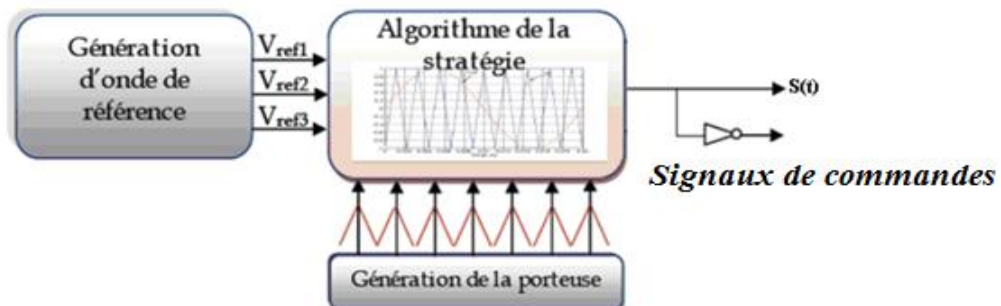 Génération
d'onde de
référence
Vref1
Vref2
Vref3
Algorithme de la
stratégie
S(t)
Signaux de commandes
Génération de la porteuse